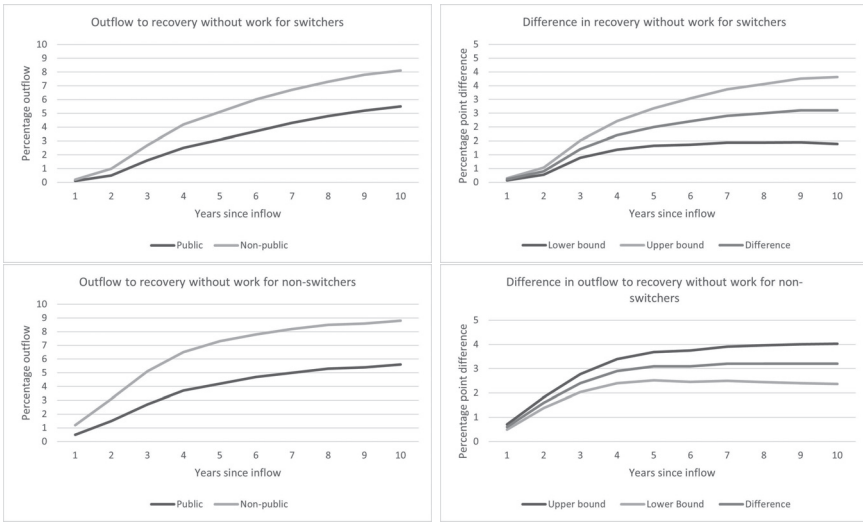 Outflow to recovery without work for switchers
Percentage outflow
10
9
8
7
6
5
4
3
2
1
0
1 2 3 4 5 6 7 8 9 10
Years since inflow
Public Non-public
Difference in recovery without work for switchers
Percentage point difference
5
5
4
4
3
3
2
2
1
1
0
1 2 3 4 5 6 7 8 9 10
Years since inflow
Lower bound Upper bound Difference
Outflow to recovery without work for non-switchers
Percentage outflow
10
9
8
7
6
5
4
3
2
1
0
1 2 3 4 5 6 7 8 9 10
Years since inflow
Public Non-public
Difference in outflow to recovery without work for non-
switchers
Percentage point difference
5
4
3
2
1
0
1 2 3 4 5 6 7 8 9 10
Years since inflow
Upper bound Lower Bound Difference